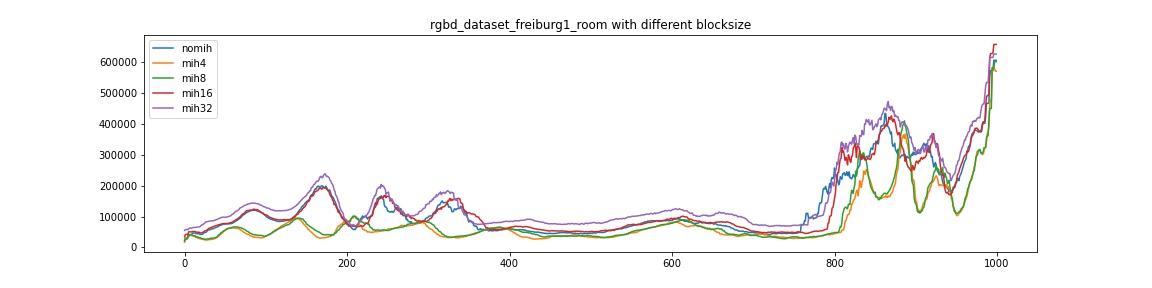 rgbd_dataset_freiburg1_room with different blocksize
nomih
mih4
mih8
mih16
mih32
600000
500000
400000
300000
200000
100000
0
0 200 400 600 800 1000